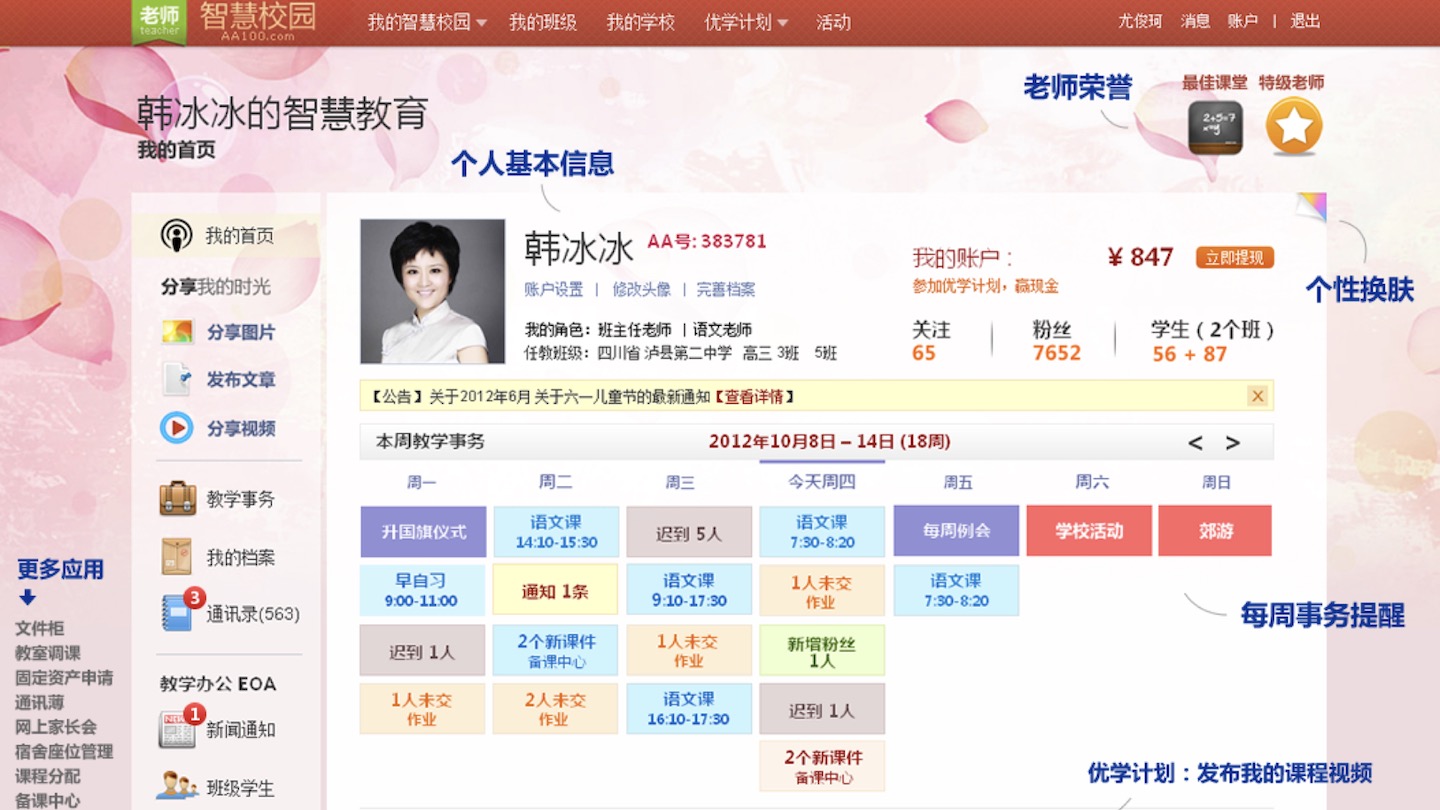 老师
teacher
智慧校园
AA100.com
我的智慧校园 我的班级 我的学校 优学计划 活动
尤俊珂 消息 账户 | 退出
韩冰冰的智慧教育
我的首页
老师荣誉
最佳课堂 特级老师
2+5=7
x=y
个人基本信息
我的首页
分享我的时光
分享图片
发布文章
分享视频
教学事务
我的档案
3
通讯录(563)
教学办公 EOA
NEWS
1
新闻通知
班级学生
更多应用
文件柜
教室调课
固定资产申请
通讯薄
网上家长会
宿舍座位管理
课程分配
备课中心
韩冰冰 AA号: 383781
账户设置 | 修改头像 | 完善档案
我的角色：班主任老师 | 语文老师
任教班级：四川省 泸县第二中学 高三 3班 5班
我的账户： ¥ 847 立即提现
参加优学计划，赢现金
关注 粉丝 学生 ( 2个班 )
65 7652 56 + 87
个性换肤
【公告】关于2012年6月 关于六一儿童节的最新通知【查看详情】 X
本周教学事务 2012年10月8日 – 14日 (18周) < >
周一 周二 周三 今天周四 周五 周六 周日
升国旗仪式
语文课
14:10-15:30
迟到 5人
语文课
7:30-8:20
每周例会
学校活动
郊游
早自习
9:00-11:00
通知 1条
语文课
9:10-17:30
1人未交
作业
语文课
7:30-8:20
每周事务提醒
迟到 1人
2个新课件
备课中心
1人未交
作业
新增粉丝
1人
1人未交
作业
2人未交
作业
语文课
16:10-17:30
迟到 1人
2个新课件
备课中心
优学计划：发布我的课程视频